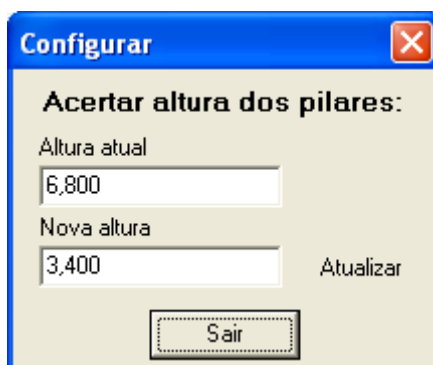 Configurar
Acertar altura dos pilares:
Altura atual
6,800
Nova altura
3,400 Atualizar
Sair